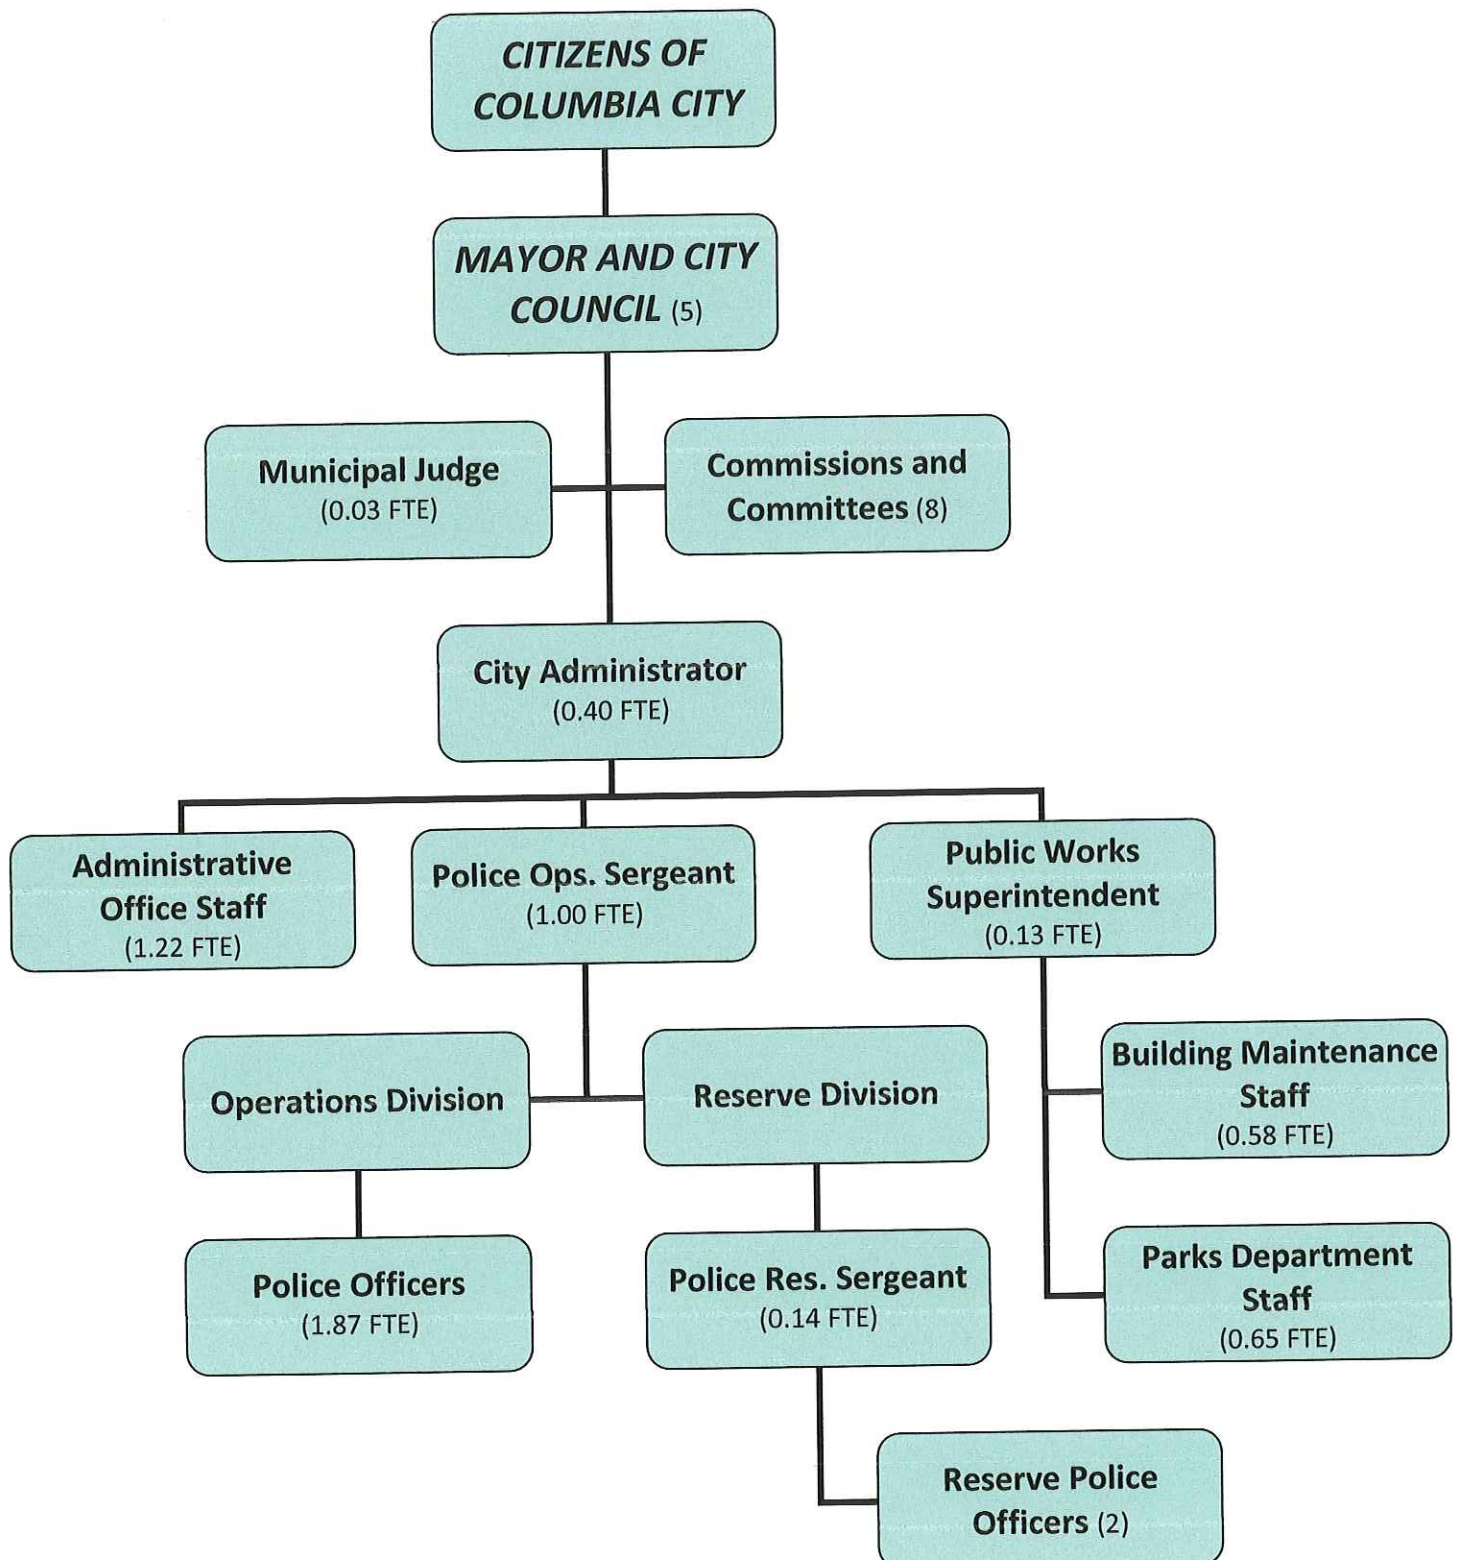 CITIZENS OF
COLUMBIA CITY
MAYOR AND CITY
COUNCIL (5)
Municipal Judge
(0.03 FTE)
Commissions and
Committees (8)
City Administrator
(0.40 FTE)
Administrative
Office Staff
(1.22 FTE)
Police Ops. Sergeant
(1.00 FTE)
Public Works
Superintendent
(0.13 FTE)
Operations Division
Reserve Division
Building Maintenance
Staff
(0.58 FTE)
Police Officers
(1.87 FTE)
Police Res. Sergeant
(0.14 FTE)
Parks Department
Staff
(0.65 FTE)
Reserve Police
Officers (2)